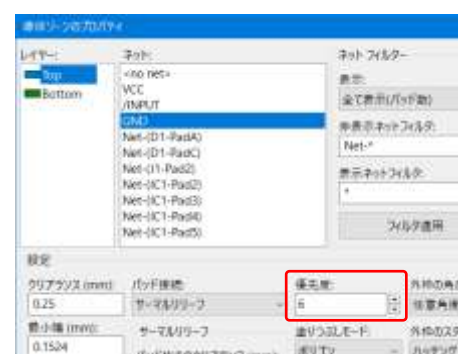 導体ゾーンのプロパティ
レイヤー: ネット: ネット フィルター
Top <no net> 表示:
Bottom VCC 全て表示(パッド数)
/INPUT
GND 非表示ネットフィルタ:
Net-(D1-PadA) Net-*
Net-(D1-PadC)
Net-(J1-Pad2) 表示ネットフィルタ:
Net-(IC1-Pad2) *
Net-(IC1-Pad3)
Net-(IC1-Pad4) フィルタ適用
Net-(IC1-Pad5)
設定
クリアランス (mm): パッド接続: 優先度:
0.25 サーマルリリーフ 6
最小幅 (mm): サーマルリリーフ 塗りつぶしモード:
0.1524 ポリゴン